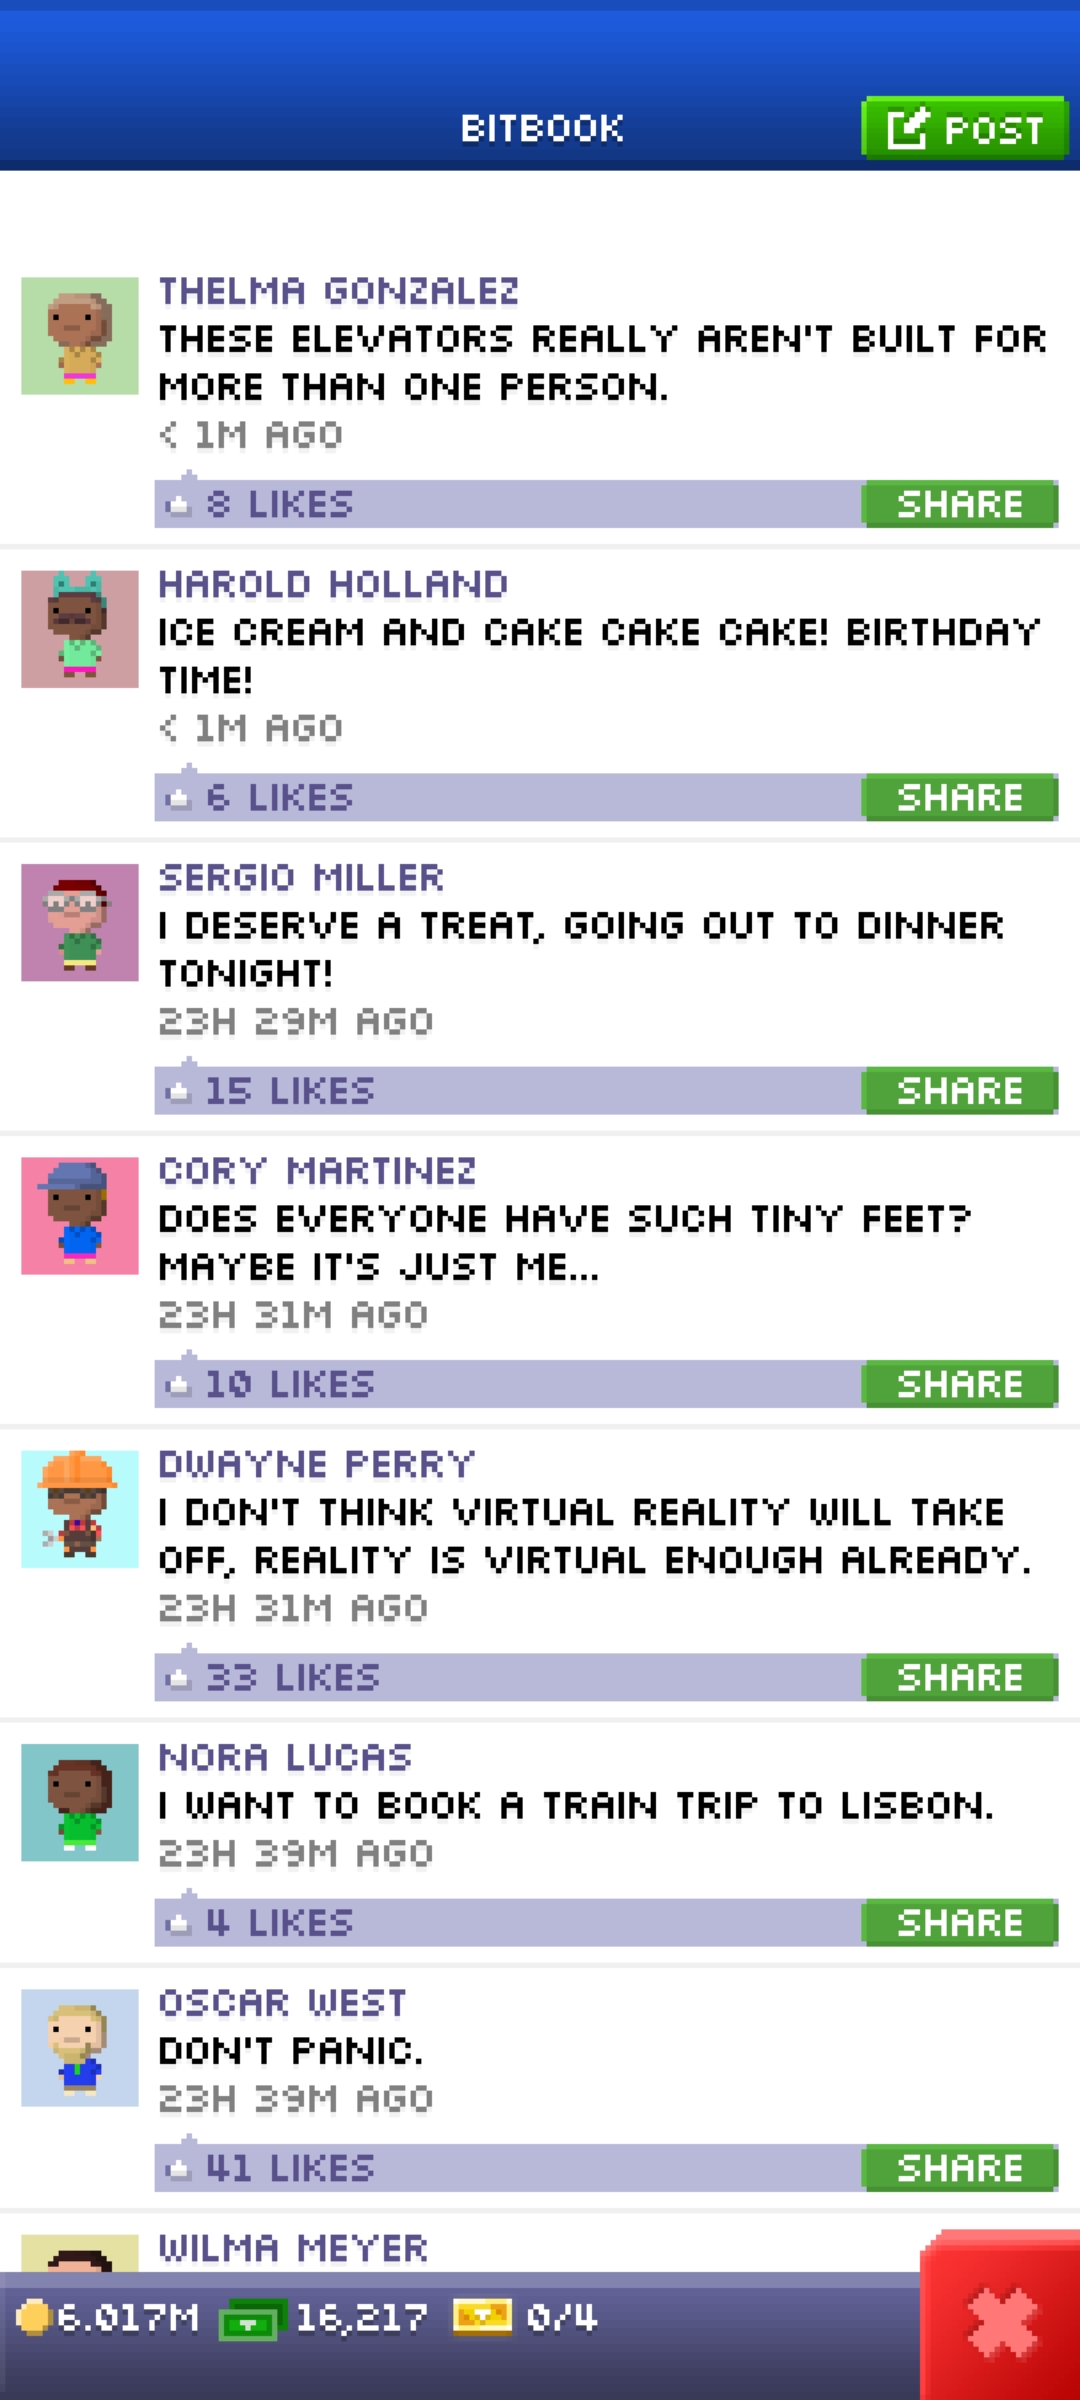 BITBOOK
POST
THELMA GONZALEZ
THESE ELEVATORS REALLY AREN'T BUILT FOR
MORE THAN ONE PERSON.
< 1M AGO
8 LIKES
SHARE
HAROLD HOLLAND
ICE CREAM AND CAKE CAKE CAKE! BIRTHDAY
TIME!
< 1M AGO
6 LIKES
SHARE
SERGIO MILLER
I DESERVE A TREAT, GOING OUT TO DINNER
TONIGHT!
23H 29M AGO
15 LIKES
SHARE
CORY MARTINEZ
DOES EVERYONE HAVE SUCH TINY FEET?
MAYBE IT'S JUST ME...
23H 31M AGO
10 LIKES
SHARE
DWAYNE PERRY
I DON'T THINK VIRTUAL REALITY WILL TAKE
OFF, REALITY IS VIRTUAL ENOUGH ALREADY.
23H 31M AGO
33 LIKES
SHARE
NORA LUCAS
I WANT TO BOOK A TRAIN TRIP TO LISBON.
23H 39M AGO
4 LIKES
SHARE
OSCAR WEST
DON'T PANIC.
23H 39M AGO
41 LIKES
SHARE
WILMA MEYER
6.017M 16,217 0/4